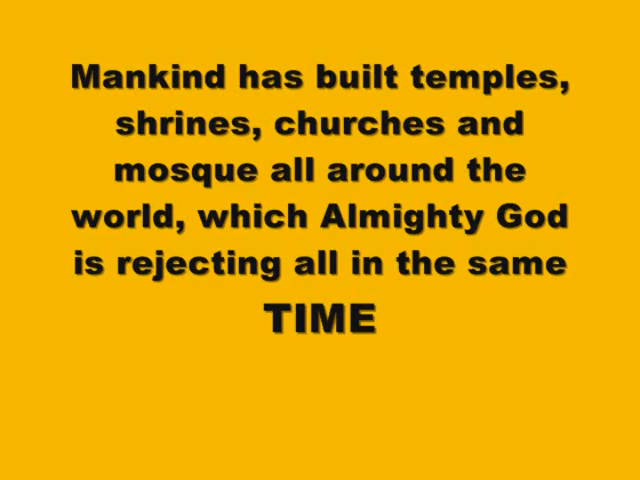 Mankind has built temples,
shrines, churches and
mosque all around the
world, which Almighty God
is rejecting all in the same
TIME